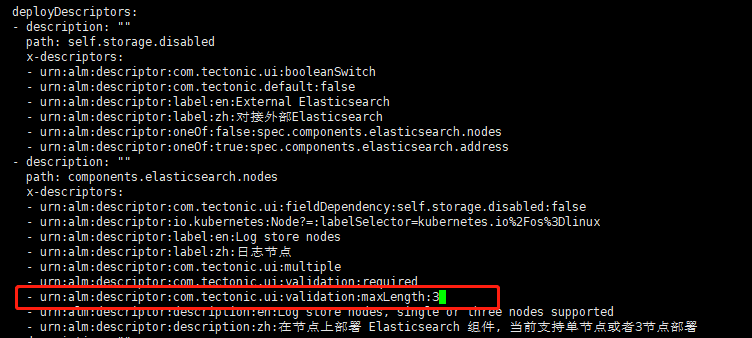 deployDescriptors:
- description: ""
path: self.storage.disabled
x-descriptors:
- urn:alm:descriptor:com.tectonic.ui:booleanSwitch
- urn:alm:descriptor:com.tectonic.default:false
- urn:alm:descriptor:label:en:External Elasticsearch
- urn:alm:descriptor:label:zh:对接外部Elasticsearch
- urn:alm:descriptor:oneOf:false:spec.components.elasticsearch.nodes
- urn:alm:descriptor:oneOf:true:spec.components.elasticsearch.address
- description: ""
path: components.elasticsearch.nodes
x-descriptors:
- urn:alm:descriptor:com.tectonic.ui:fieldDependency:self.storage.disabled:false
- urn:alm:descriptor:io.kubernetes:Node?=:labelSelector=kubernetes.io%2Fos%3Dlinux
- urn:alm:descriptor:label:en:Log store nodes
- urn:alm:descriptor:label:zh:日志节点
- urn:alm:descriptor:com.tectonic.ui:multiple
- urn:alm:descriptor:com.tectonic.ui:validation:required
- urn:alm:descriptor:com.tectonic.ui:validation:maxLength:3
- urn:alm:descriptor:description:en:Log store nodes, single or three nodes supported
- urn:alm:descriptor:description:zh:在节点上部署 Elasticsearch 组件, 当前支持单节点或者3节点部署
- description: ""